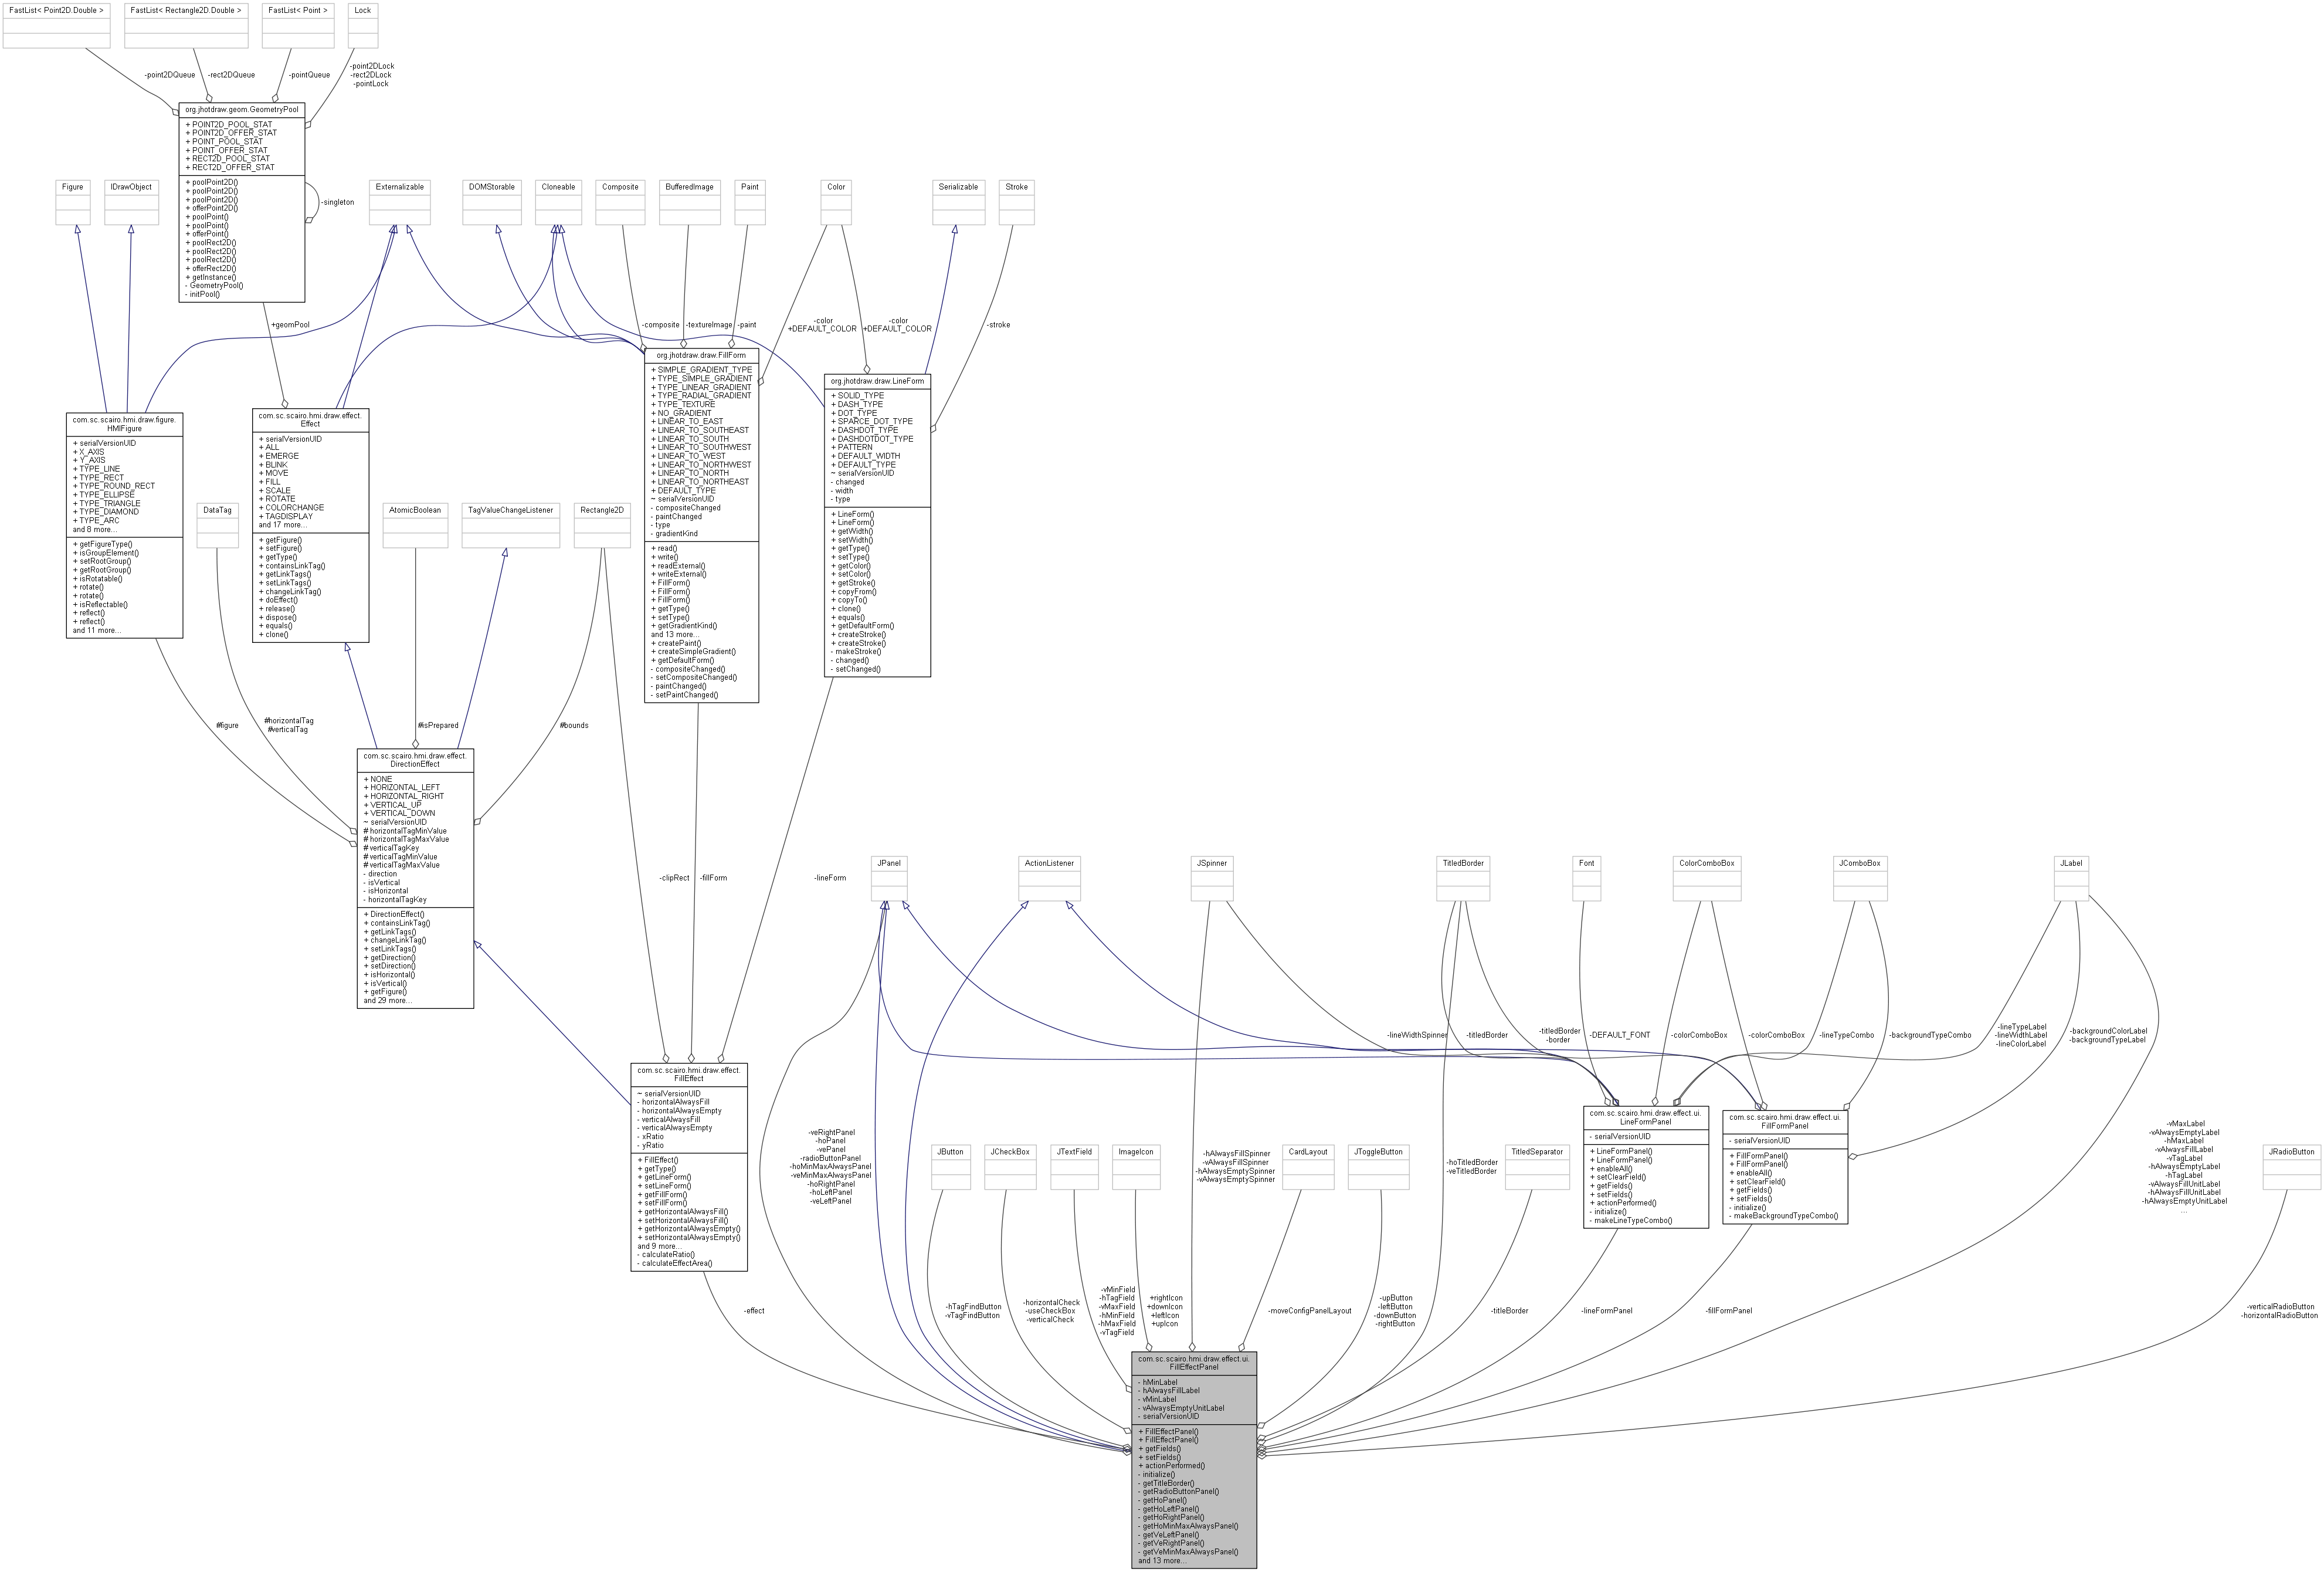 FastList< Point2D.Double >
FastList< Rectangle2D.Double >
FastList< Point >
Lock
-point2DQueue
-rect2DQueue
-pointQueue
-point2DLock
-rect2DLock
-pointLock
org.jhotdraw.geom.GeometryPool
+ POINT2D_POOL_STAT
+ POINT2D_OFFER_STAT
+ POINT_POOL_STAT
+ POINT_OFFER_STAT
+ RECT2D_POOL_STAT
+ RECT2D_OFFER_STAT
+ poolPoint2D()
+ poolPoint2D()
+ poolPoint2D()
+ offerPoint2D()
+ poolPoint()
+ poolPoint()
+ offerPoint()
+ poolRect2D()
+ poolRect2D()
+ poolRect2D()
+ offerRect2D()
+ getInstance()
- GeometryPool()
- initPool()
-singleton
Figure
IDrawObject
Externalizable
DOMStorable
Cloneable
Composite
BufferedImage
Paint
Color
Serializable
Stroke
+geomPool
-composite
-textureImage
-paint
-color
+DEFAULT_COLOR
-color
+DEFAULT_COLOR
-stroke
com.sc.scairo.hmi.draw.figure.
HMIFigure
+ serialVersionUID
+ X_AXIS
+ Y_AXIS
+ TYPE_LINE
+ TYPE_RECT
+ TYPE_ROUND_RECT
+ TYPE_ELLIPSE
+ TYPE_TRIANGLE
+ TYPE_DIAMOND
+ TYPE_ARC
and 8 more...
+ getFigureType()
+ isGroupElement()
+ setRootGroup()
+ getRootGroup()
+ isRotatable()
+ rotate()
+ rotate()
+ isReflectable()
+ reflect()
+ reflect()
and 11 more...
com.sc.scairo.hmi.draw.effect.
Effect
+ serialVersionUID
+ ALL
+ EMERGE
+ BLINK
+ MOVE
+ FILL
+ SCALE
+ ROTATE
+ COLORCHANGE
+ TAGDISPLAY
and 17 more...
+ getFigure()
+ setFigure()
+ getType()
+ containsLinkTag()
+ getLinkTags()
+ setLinkTags()
+ changeLinkTag()
+ doEffect()
+ release()
+ dispose()
+ equals()
+ clone()
org.jhotdraw.draw.FillForm
+ SIMPLE_GRADIENT_TYPE
+ TYPE_SIMPLE_GRADIENT
+ TYPE_LINEAR_GRADIENT
+ TYPE_RADIAL_GRADIENT
+ TYPE_TEXTURE
+ NO_GRADIENT
+ LINEAR_TO_EAST
+ LINEAR_TO_SOUTHEAST
+ LINEAR_TO_SOUTH
+ LINEAR_TO_SOUTHWEST
+ LINEAR_TO_WEST
+ LINEAR_TO_NORTHWEST
+ LINEAR_TO_NORTH
+ LINEAR_TO_NORTHEAST
+ DEFAULT_TYPE
~ serialVersionUID
- compositeChanged
- paintChanged
- type
- gradientKind
+ read()
+ write()
+ readExternal()
+ writeExternal()
+ FillForm()
+ FillForm()
+ FillForm()
+ getType()
+ setType()
+ getGradientKind()
and 13 more...
+ createPaint()
+ createSimpleGradient()
+ getDefaultForm()
- compositeChanged()
- setCompositeChanged()
- paintChanged()
- setPaintChanged()
org.jhotdraw.draw.LineForm
+ SOLID_TYPE
+ DASH_TYPE
+ DOT_TYPE
+ SPARCE_DOT_TYPE
+ DASHDOT_TYPE
+ DASHDOTDOT_TYPE
+ PATTERN
+ DEFAULT_WIDTH
+ DEFAULT_TYPE
~ serialVersionUID
- changed
- width
- type
+ LineForm()
+ LineForm()
+ getWidth()
+ setWidth()
+ getType()
+ setType()
+ getColor()
+ setColor()
+ getStroke()
+ copyFrom()
+ copyTo()
+ clone()
+ equals()
+ getDefaultForm()
+ createStroke()
+ createStroke()
- makeStroke()
- changed()
- setChanged()
DataTag
AtomicBoolean
TagValueChangeListener
Rectangle2D
#figure
#horizontalTag
#verticalTag
#isPrepared
#bounds
com.sc.scairo.hmi.draw.effect.
DirectionEffect
+ NONE
+ HORIZONTAL_LEFT
+ HORIZONTAL_RIGHT
+ VERTICAL_UP
+ VERTICAL_DOWN
~ serialVersionUID
# horizontalTagMinValue
# horizontalTagMaxValue
# verticalTagKey
# verticalTagMinValue
# verticalTagMaxValue
- direction
- isVertical
- isHorizontal
- horizontalTagKey
+ DirectionEffect()
+ containsLinkTag()
+ getLinkTags()
+ changeLinkTag()
+ setLinkTags()
+ getDirection()
+ setDirection()
+ isHorizontal()
+ isVertical()
+ getFigure()
and 29 more...
-clipRect
-fillForm
-lineForm
JPanel
ActionListener
JSpinner
TitledBorder
Font
ColorComboBox
JComboBox
JLabel
-lineWidthSpinner
-titledBorder
-titledBorder
-border
-DEFAULT_FONT
-colorComboBox
-colorComboBox
-lineTypeCombo
-backgroundTypeCombo
-lineTypeLabel
-lineWidthLabel
-lineColorLabel
-backgroundColorLabel
-backgroundTypeLabel
com.sc.scairo.hmi.draw.effect.
FillEffect
~ serialVersionUID
- horizontalAlwaysFill
- horizontalAlwaysEmpty
- verticalAlwaysFill
- verticalAlwaysEmpty
- xRatio
- yRatio
+ FillEffect()
+ getType()
+ getLineForm()
+ setLineForm()
+ getFillForm()
+ setFillForm()
+ getHorizontalAlwaysFill()
+ setHorizontalAlwaysFill()
+ getHorizontalAlwaysEmpty()
+ setHorizontalAlwaysEmpty()
and 9 more...
- calculateRatio()
- calculateEffectArea()
-veRightPanel
-hoPanel
-vePanel
-radioButtonPanel
-hoMinMaxAlwaysPanel
-veMinMaxAlwaysPanel
-hoRightPanel
-hoLeftPanel
-veLeftPanel
JButton
JCheckBox
JTextField
ImageIcon
-hAlwaysFillSpinner
-vAlwaysFillSpinner
-hAlwaysEmptySpinner
-vAlwaysEmptySpinner
CardLayout
JToggleButton
-hoTitledBorder
-veTitledBorder
TitledSeparator
com.sc.scairo.hmi.draw.effect.ui.
LineFormPanel
- serialVersionUID
+ LineFormPanel()
+ LineFormPanel()
+ enableAll()
+ setClearField()
+ getFields()
+ setFields()
+ actionPerformed()
- initialize()
- makeLineTypeCombo()
com.sc.scairo.hmi.draw.effect.ui.
FillFormPanel
- serialVersionUID
+ FillFormPanel()
+ FillFormPanel()
+ enableAll()
+ setClearField()
+ getFields()
+ setFields()
- initialize()
- makeBackgroundTypeCombo()
-vMaxLabel
-vAlwaysEmptyLabel
-hMaxLabel
-vAlwaysFillLabel
-vTagLabel
-hAlwaysEmptyLabel
-hTagLabel
-vAlwaysFillUnitLabel
-hAlwaysFillUnitLabel
-hAlwaysEmptyUnitLabel
...
JRadioButton
-effect
-hTagFindButton
-vTagFindButton
-horizontalCheck
-useCheckBox
-verticalCheck
-vMinField
-hTagField
-vMaxField
-hMinField
-hMaxField
-vTagField
+rightIcon
+downIcon
+leftIcon
+upIcon
-moveConfigPanelLayout
-upButton
-leftButton
-downButton
-rightButton
-titleBorder
-lineFormPanel
-fillFormPanel
-verticalRadioButton
-horizontalRadioButton
com.sc.scairo.hmi.draw.effect.ui.
FillEffectPanel
- hMinLabel
- hAlwaysFillLabel
- vMinLabel
- vAlwaysEmptyUnitLabel
- serialVersionUID
+ FillEffectPanel()
+ FillEffectPanel()
+ getFields()
+ setFields()
+ actionPerformed()
- initialize()
- getTitleBorder()
- getRadioButtonPanel()
- getHoPanel()
- getHoLeftPanel()
- getHoRightPanel()
- getHoMinMaxAlwaysPanel()
- getVeLeftPanel()
- getVeRightPanel()
- getVeMinMaxAlwaysPanel()
and 13 more...